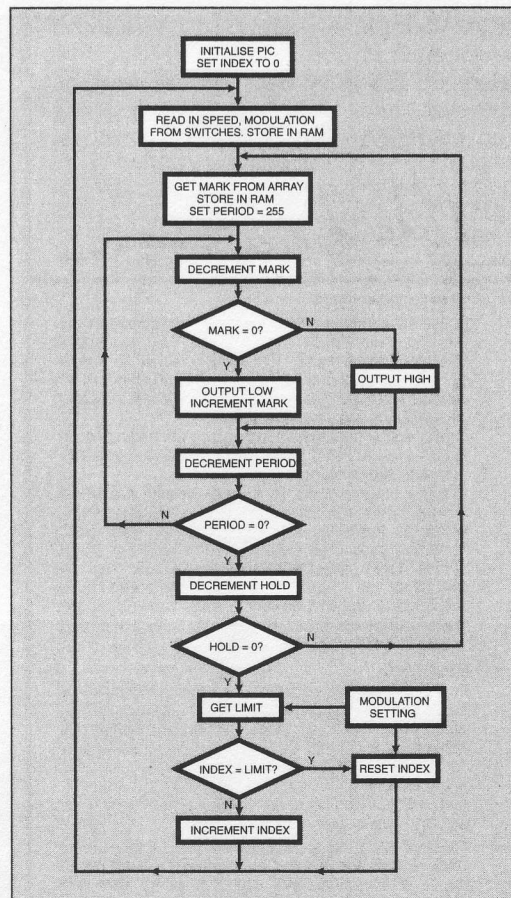 INITIALISE PIC
SET INDEX TO 0
READ IN SPEED, MODULATION
FROM SWITCHES. STORE IN RAM
GET MARK FROM ARRAY
STORE IN RAM
SET PERIOD = 255
DECREMENT MARK
MARK = 0?
N
Y
OUTPUT HIGH
OUTPUT LOW
INCREMENT MARK
DECREMENT PERIOD
N
PERIOD = 0?
Y
DECREMENT HOLD
HOLD = 0?
N
Y
GET LIMIT
MODULATION
SETTING
INDEX = LIMIT?
Y
RESET INDEX
N
INCREMENT INDEX